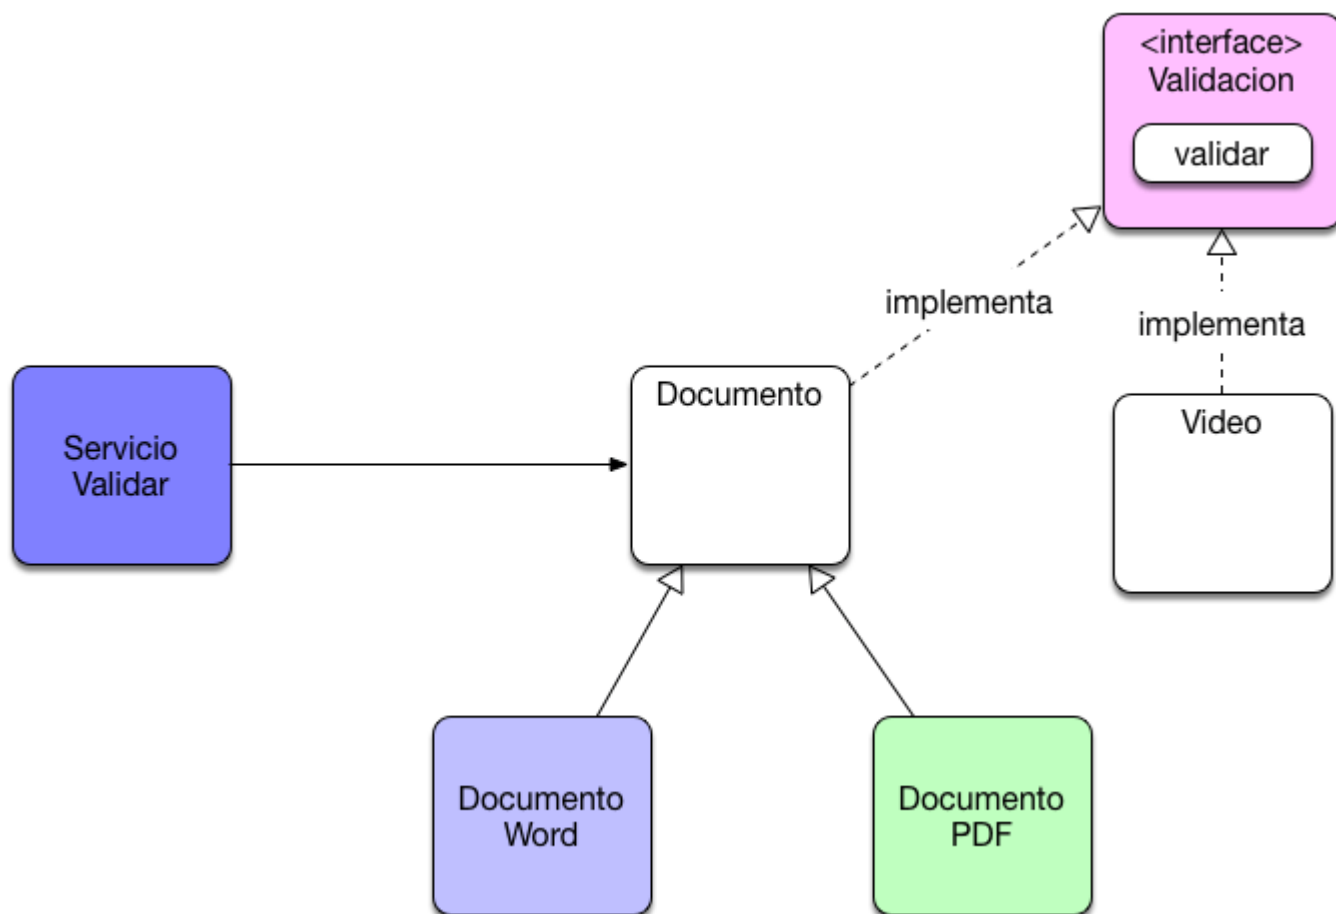 <interface>
Validacion
validar
implementa
implementa
Servicio
Validar
Documento
Video
Documento
Word
Documento
PDF